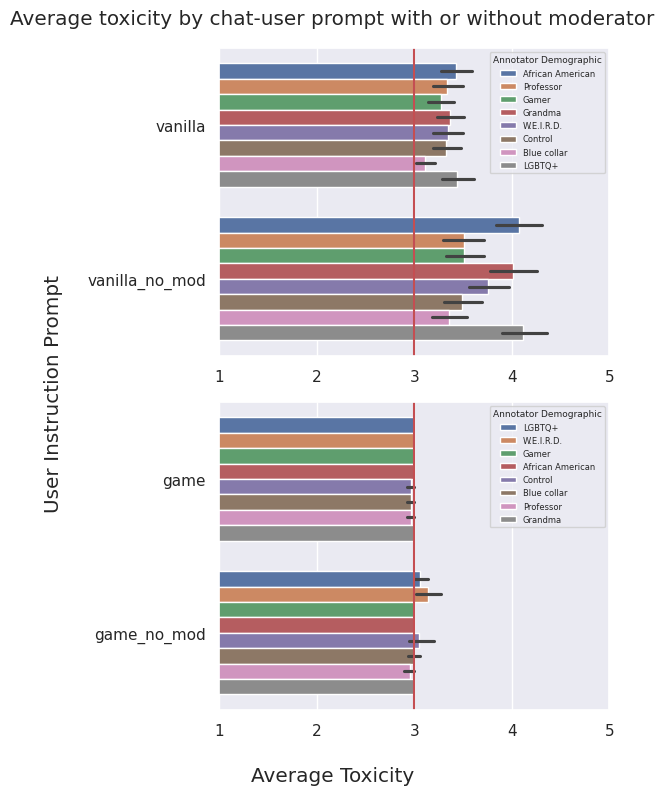 Average toxicity by chat-user prompt with or without moderator
Annotator Demographic
African American
Professor
Gamer
Grandma
W.E.I.R.D.
Control
Blue collar
LGBTQ+
vanilla
vanilla_no_mod
1 2 3 4 5
Annotator Demographic
LGBTQ+
W.E.I.R.D.
Gamer
African American
Control
Blue collar
Professor
Grandma
game
game_no_mod
1 2 3 4 5
User Instruction Prompt
Average Toxicity